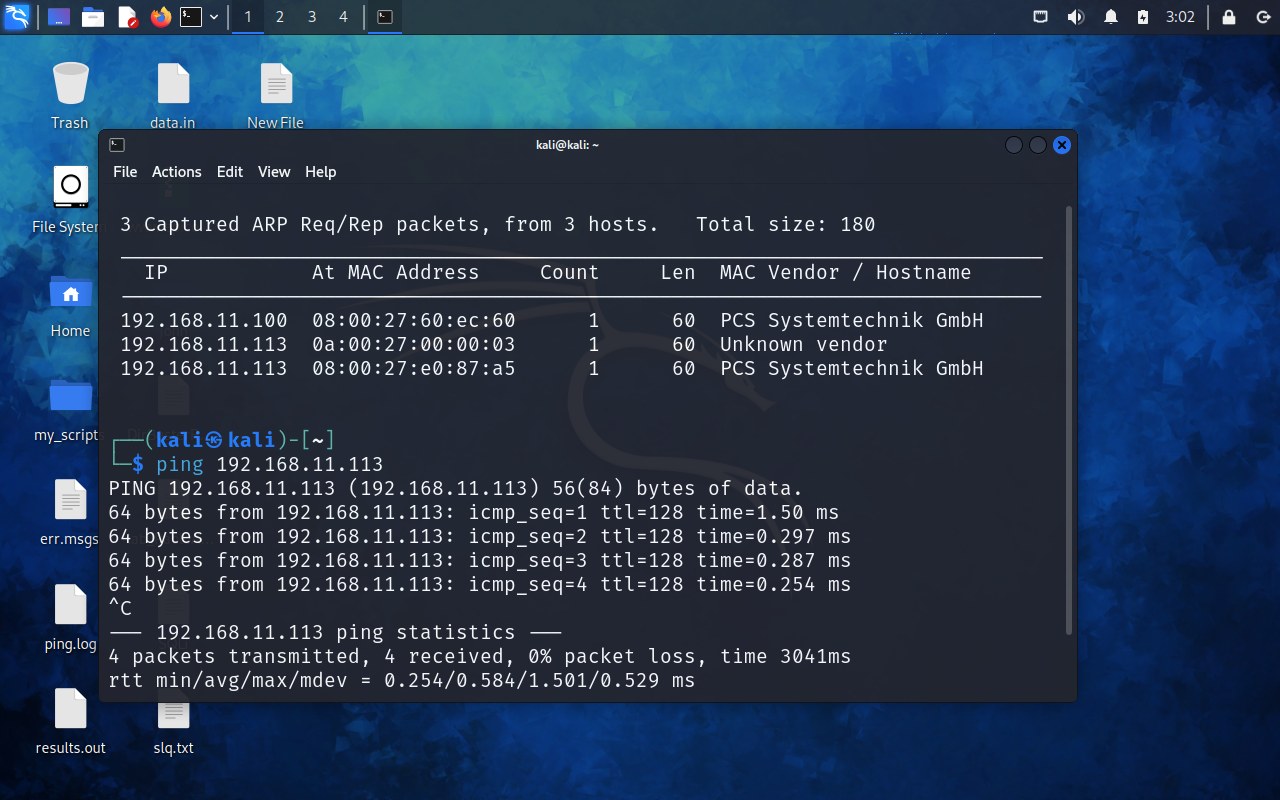 1 2 3 4 3:02
Trash data.in New File
kali@kali: ~
File Actions Edit View Help
3 Captured ARP Req/Rep packets, from 3 hosts. Total size: 180
File System
IP At MAC Address Count Len MAC Vendor / Hostname
192.168.11.100 08:00:27:60:ec:60 1 60 PCS Systemtechnik GmbH
Home
192.168.11.113 0a:00:27:00:00:03 1 60 Unknown vendor
192.168.11.113 08:00:27:e0:87:a5 1 60 PCS Systemtechnik GmbH
my_scripts
┌──(kali㉿kali)-[~]
└─$ ping 192.168.11.113
PING 192.168.11.113 (192.168.11.113) 56(84) bytes of data.
64 bytes from 192.168.11.113: icmp_seq=1 ttl=128 time=1.50 ms
err.msgs
64 bytes from 192.168.11.113: icmp_seq=2 ttl=128 time=0.297 ms
64 bytes from 192.168.11.113: icmp_seq=3 ttl=128 time=0.287 ms
64 bytes from 192.168.11.113: icmp_seq=4 ttl=128 time=0.254 ms
^C
--- 192.168.11.113 ping statistics ---
ping.log
4 packets transmitted, 4 received, 0% packet loss, time 3041ms
rtt min/avg/max/mdev = 0.254/0.584/1.501/0.529 ms
results.out slq.txt